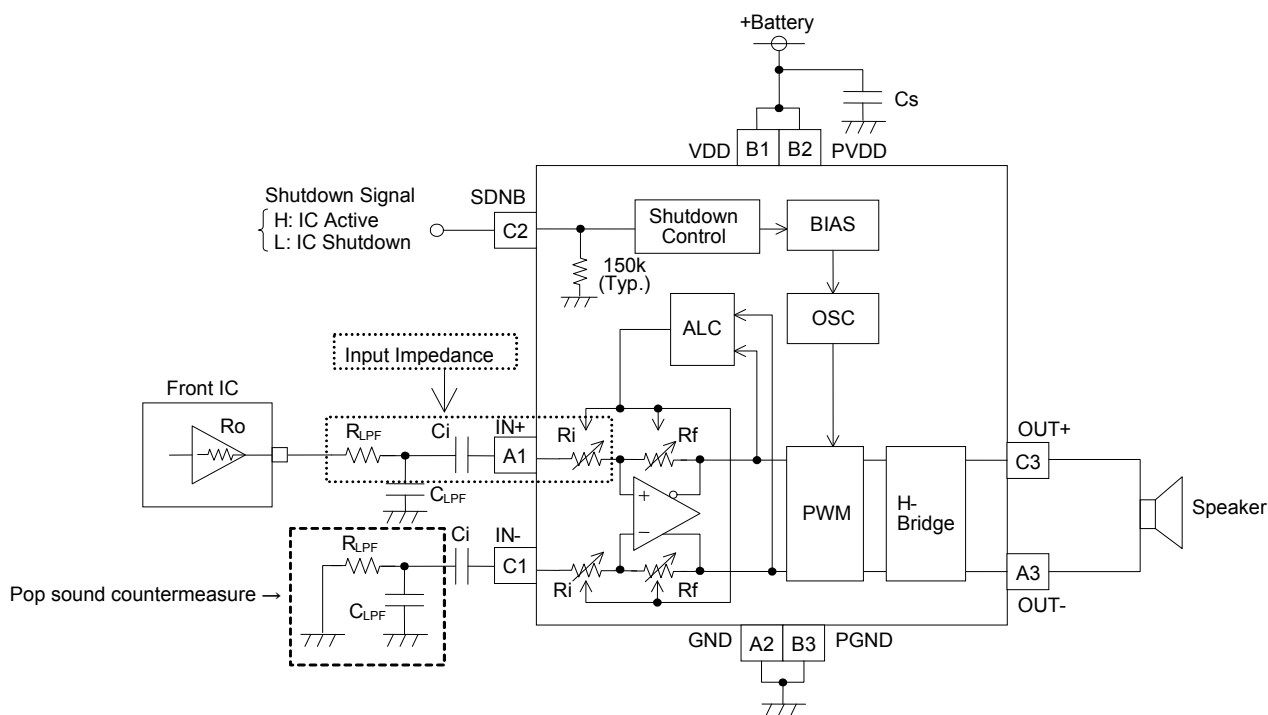 +Battery
Cs
VDD B1 B2 PVDD
Shutdown Signal
H: IC Active
L: IC Shutdown
SDNB
C2
150k
(Typ.)
Shutdown
Control
BIAS
OSC
ALC
Input Impedance
Front IC
Ro
RLPF
Ci
IN+
A1
Ri
Rf
CLPF
+
−
PWM
H-
Bridge
OUT+
C3
Speaker
A3
OUT-
RLPF
Ci
IN-
C1
Ri
Rf
CLPF
Pop sound countermeasure →
GND A2 B3 PGND